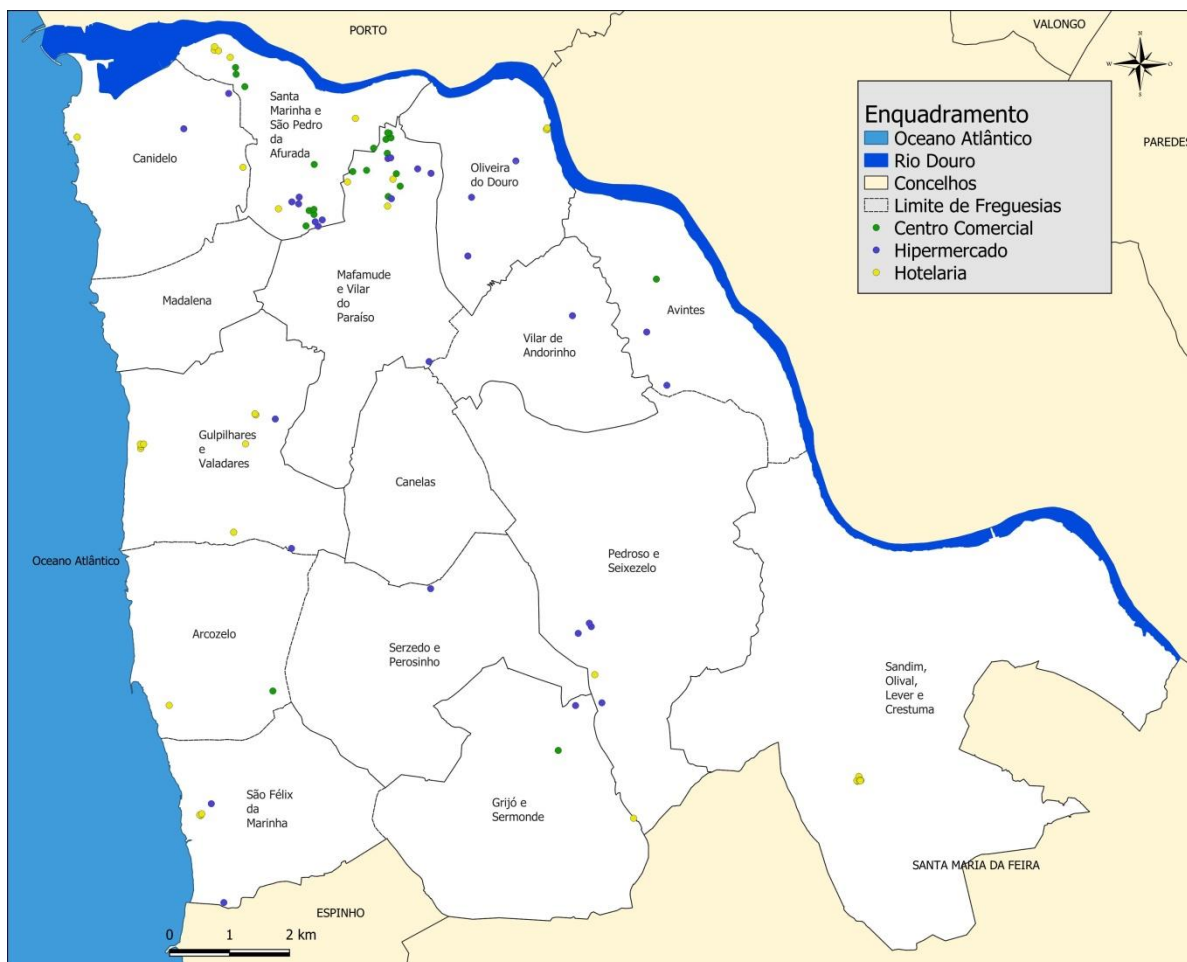 PORTO
VALONGO
N
W
O
S
Enquadramento
Oceano Atlântico
Rio Douro
Concelhos
Limite de Freguesias
Centro Comercial
Hipermercado
Hotelaria
PAREDES
Santa
Marinha e
São Pedro
da
Afurada
Canidelo
Oliveira
do Douro
Madalena
Mafamude
e Vilar
do
Paraíso
Avintes
Vilar de
Andorinho
Gulpilhares
e
Valadares
Canelas
Oceano Atlântico
Pedroso e
Seixezelo
Arcozelo
Serzedo e
Perosinho
Sandim,
Olival,
Lever e
Crestuma
São Félix
da
Marinha
Grijó e
Sermonde
SANTA MARIA DA FEIRA
ESPINHO
0 1 2 km